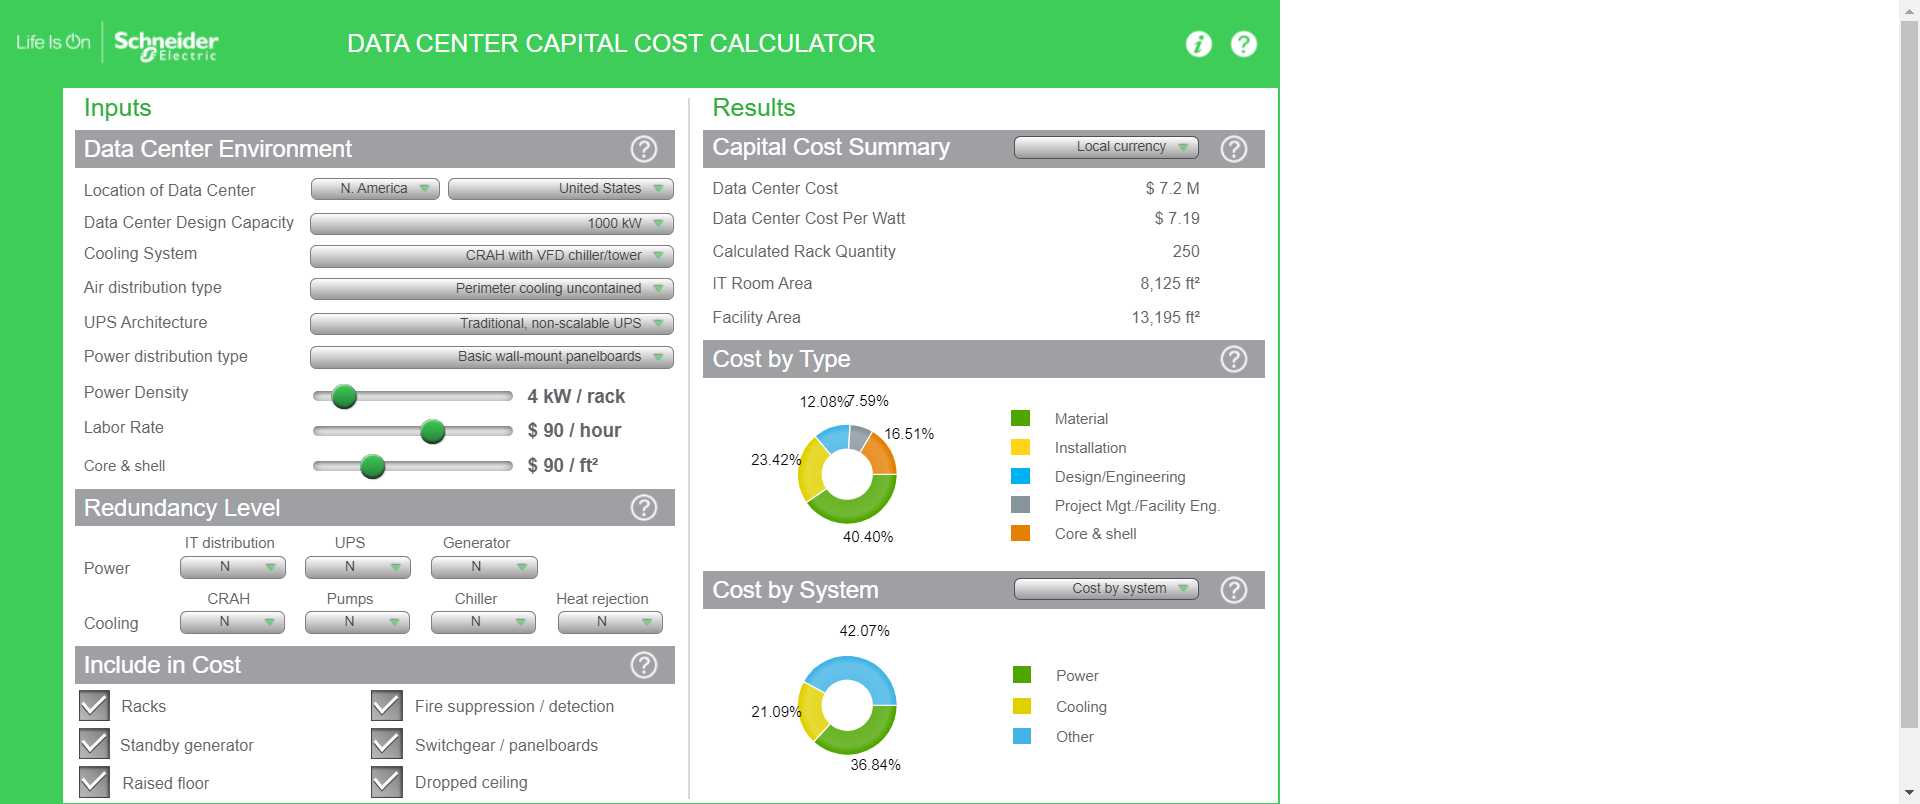 Life Is On | Schneider Electric
DATA CENTER CAPITAL COST CALCULATOR
i ?
Inputs
Data Center Environment ?
Location of Data Center N. America United States
Data Center Design Capacity 1000 kW
Cooling System CRAH with VFD chiller/tower
Air distribution type Perimeter cooling uncontained
UPS Architecture Traditional, non-scalable UPS
Power distribution type Basic wall-mount panelboards
Power Density 4 kW / rack
Labor Rate $ 90 / hour
Core & shell $ 90 / ft²
Redundancy Level ?
IT distribution UPS Generator
Power N N N
CRAH Pumps Chiller Heat rejection
Cooling N N N N
Include in Cost ?
Racks Fire suppression / detection
Standby generator Switchgear / panelboards
Raised floor Dropped ceiling
Results
Capital Cost Summary Local currency ?
Data Center Cost $ 7.2 M
Data Center Cost Per Watt $ 7.19
Calculated Rack Quantity 250
IT Room Area 8,125 ft²
Facility Area 13,195 ft²
Cost by Type ?
12.08% 7.59%
16.51%
23.42%
40.40%
Material
Installation
Design/Engineering
Project Mgt./Facility Eng.
Core & shell
Cost by System Cost by system ?
42.07%
21.09%
36.84%
Power
Cooling
Other